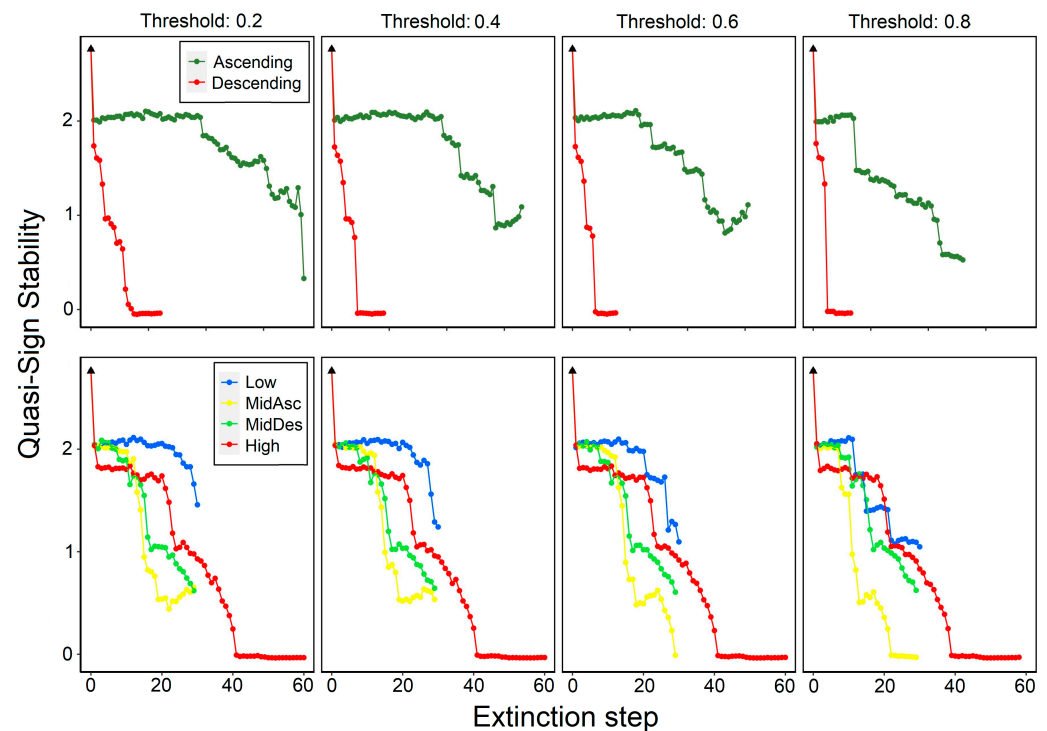 Threshold: 0.2
Threshold: 0.4
Threshold: 0.6
Threshold: 0.8
Ascending
Descending
2
1
0
Quasi-Sign Stability
Low
MidAsc
MidDes
High
2
1
0
0 20 40 60
0 20 40 60
0 20 40 60
0 20 40 60
Extinction step